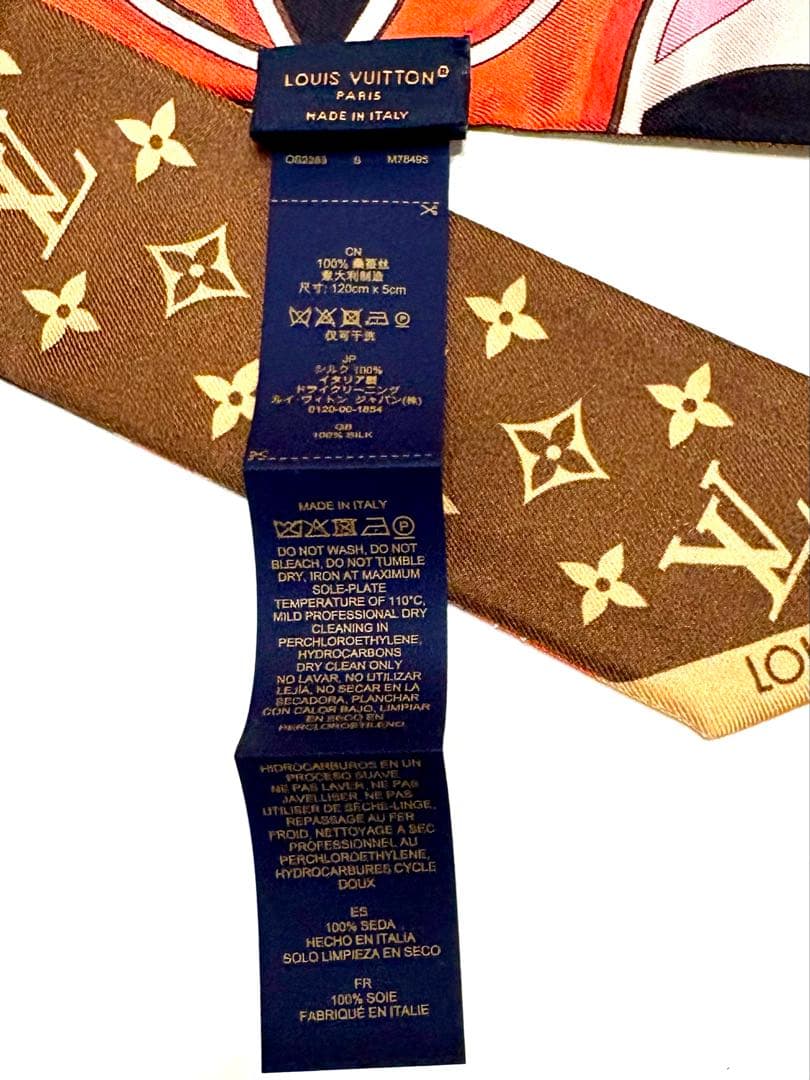 LOUIS VUITTON®
PARIS
MADE IN ITALY
OS2283 S M7849S
CN
100% 桑蚕丝
意大利制造
尺寸: 120cm x 5cm
仅可干洗
JP
シルク 100%
イタリア製
ドライクリーニング
ルイ・ヴィトン ジャパン(株)
0120-00-1854
GB
100% SILK
MADE IN ITALY
DO NOT WASH, DO NOT
BLEACH, DO NOT TUMBLE
DRY, IRON AT MAXIMUM
SOLE-PLATE
TEMPERATURE OF 110°C,
MILD PROFESSIONAL DRY
CLEANING IN
PERCHLOROETHYLENE,
HYDROCARBONS
DRY CLEAN ONLY
NO LAVAR, NO UTILIZAR
LEJÍA, NO SECAR EN LA
SECADORA, PLANCHAR
CON CALOR BAJO, LIMPIAR
EN SECO EN
PERCLOROETILENO,
HIDROCARBUROS EN UN
PROCESO SUAVE
NE PAS LAVER, NE PAS
JAVELLISER, NE PAS
UTILISER DE SÈCHE-LINGE,
REPASSAGE AU FER
FROID, NETTOYAGE A SEC
PROFESSIONNEL AU
PERCHLOROETHYLENE,
HYDROCARBURES CYCLE
DOUX
ES
100% SEDA
HECHO EN ITALIA
SOLO LIMPIEZA EN SECO
FR
100% SOIE
FABRIQUÉ EN ITALIE
LV
LV
LOU